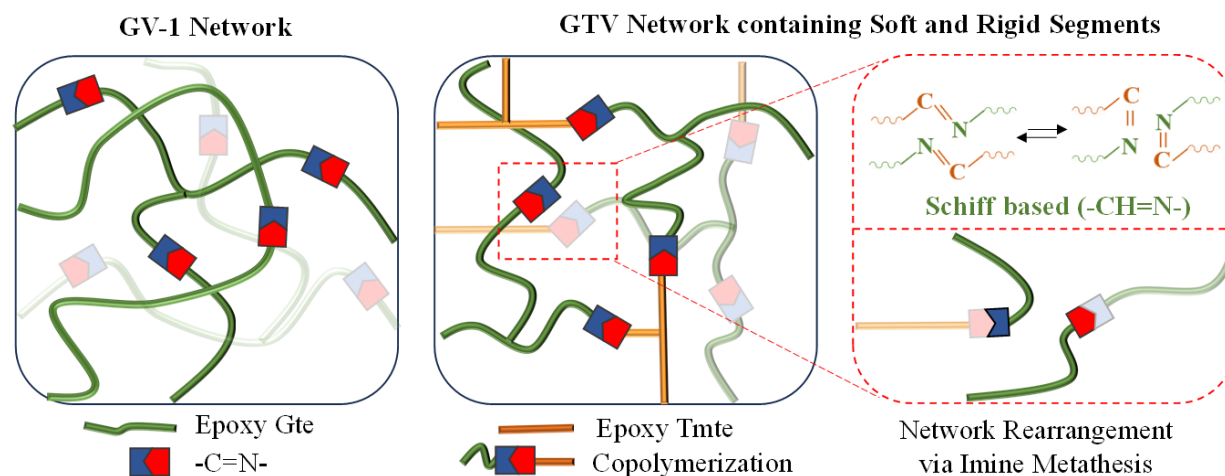 GV-1 Network
GTV Network containing Soft and Rigid Segments
C
N
N
C
C
N
N
C
Schiff based (-CH=N-)
Epoxy Gte
-C=N-
Epoxy Tmte
Copolymerization
Network Rearrangement
via Imine Metathesis